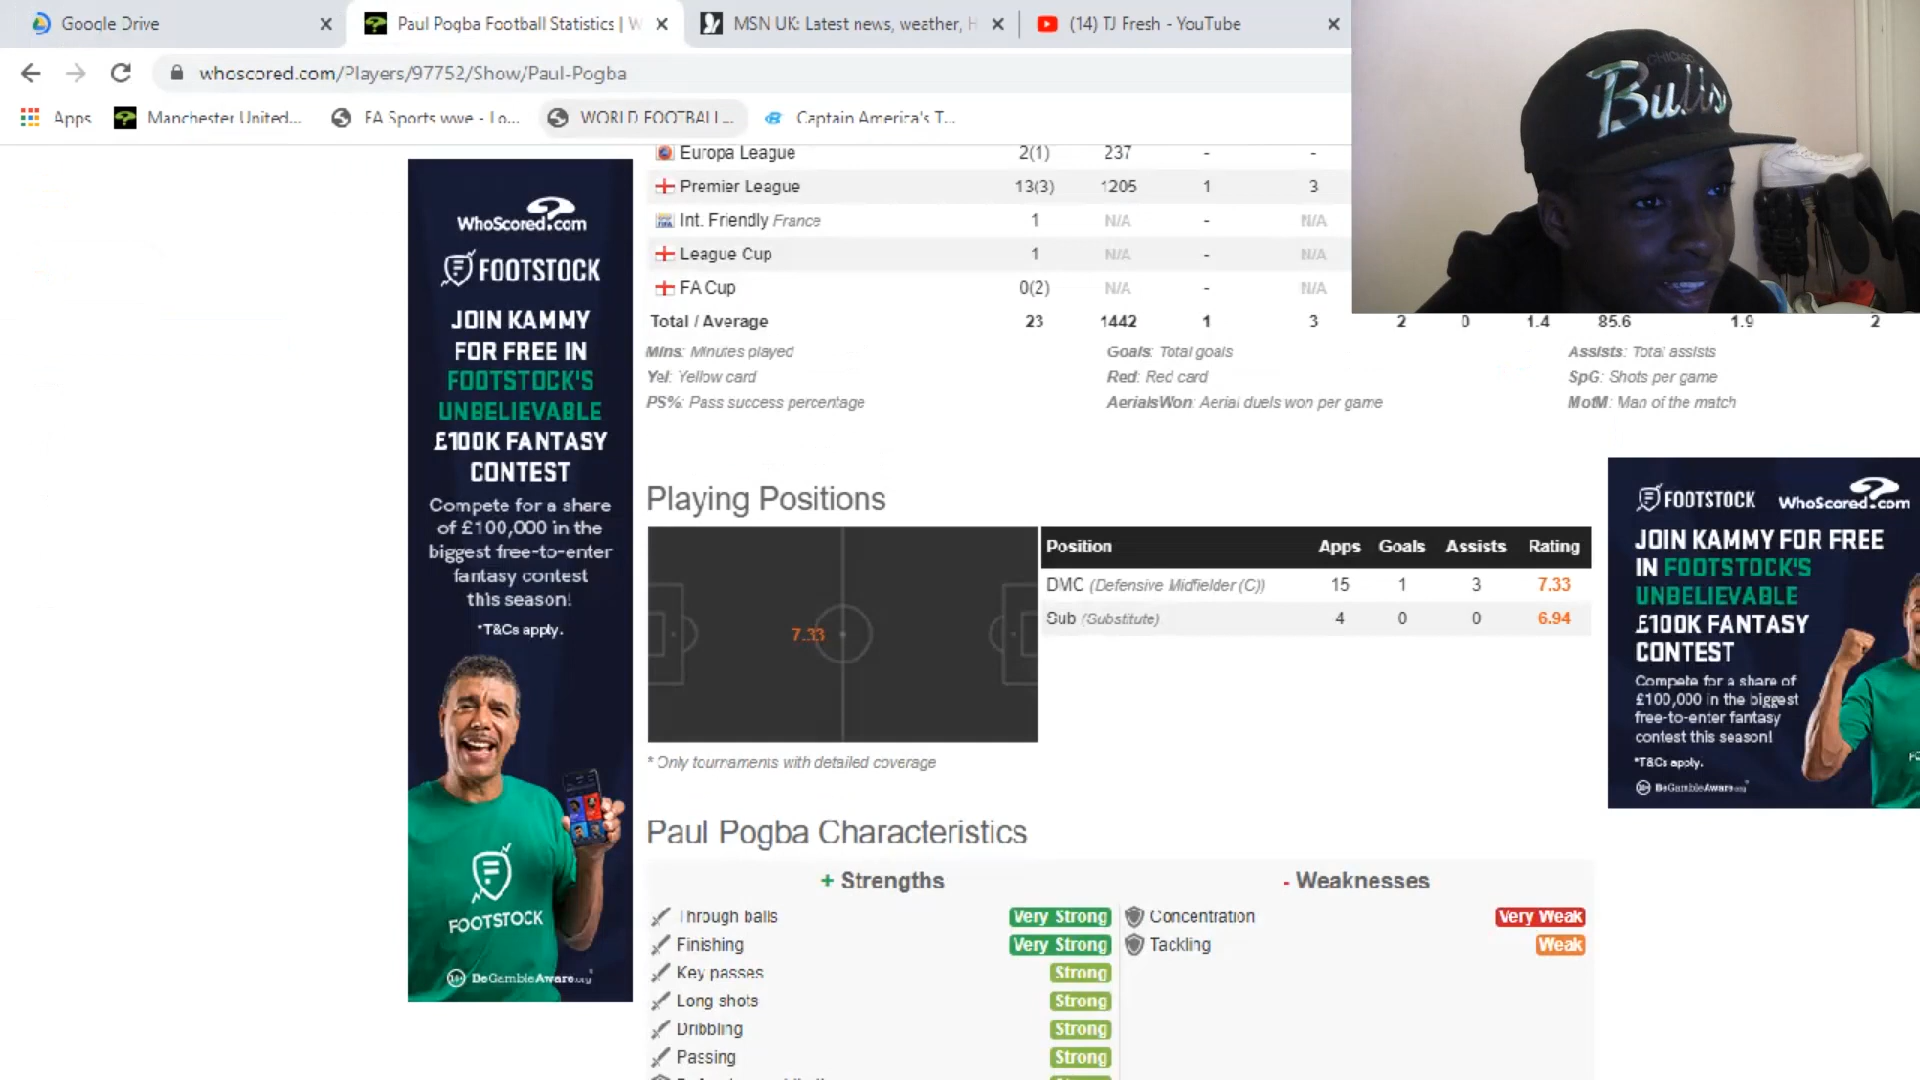 Google Drive
Paul Pogba Football Statistics | W
MSN UK: Latest news, weather, H
(14) TJ Fresh - YouTube
whoscored.com/Players/97752/Show/Paul-Pogba
Apps
Manchester United...
EA Sports wwe - Lo...
WORLD FOOTBALL...
Captain America's T...
CHICAGO
Bulls
Europa League 2(1) 237 - -
Premier League 13(3) 1205 1 3
Int. Friendly France 1 N/A - N/A
League Cup 1 N/A - N/A
FA Cup 0(2) N/A - N/A
Total / Average 23 1442 1 3 2 0 1.4 85.6 1.9 2
Mins: Minutes played Goals: Total goals Assists: Total assists
Yel: Yellow card Red: Red card SpG: Shots per game
PS%: Pass success percentage AerialsWon: Aerial duels won per game MotM: Man of the match
WhoScored.com
FOOTSTOCK
JOIN KAMMY
FOR FREE IN
FOOTSTOCK'S
UNBELIEVABLE
£100K FANTASY
CONTEST
Compete for a share
of £100,000 in the
biggest free-to-enter
fantasy contest
this season!
*T&Cs apply.
FOOTSTOCK
18+ BeGambleAware.org
Playing Positions
7.33
Position Apps Goals Assists Rating
DMC (Defensive Midfielder (C)) 15 1 3 7.33
Sub (Substitute) 4 0 0 6.94
* Only tournaments with detailed coverage
FOOTSTOCK WhoScored.com
JOIN KAMMY FOR FREE
IN FOOTSTOCK'S
UNBELIEVABLE
£100K FANTASY
CONTEST
Compete for a share of
£100,000 in the biggest
free-to-enter fantasy
contest this season!
*T&Cs apply.
18+ BeGambleAware.org
Paul Pogba Characteristics
+ Strengths
- Weaknesses
Through balls Very Strong
Concentration Very Weak
Finishing Very Strong
Tackling Weak
Key passes Strong
Long shots Strong
Dribbling Strong
Passing Strong